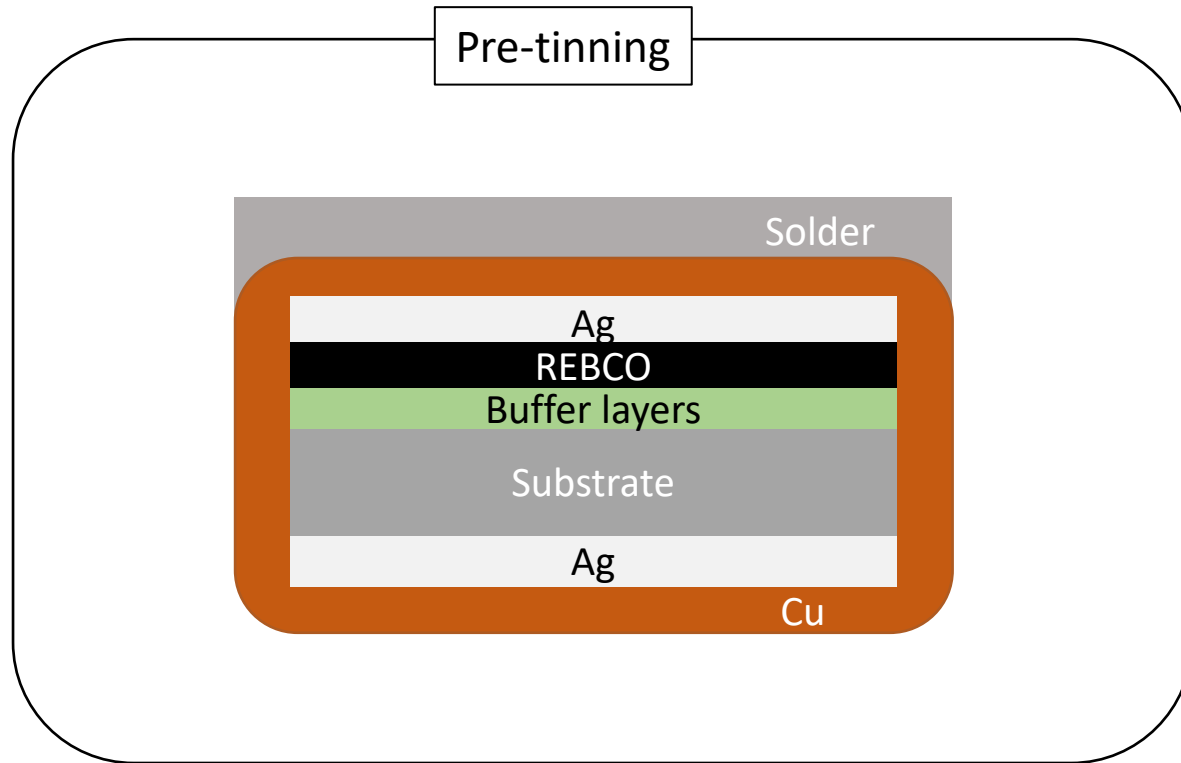 Pre-tinning
Solder
Ag
REBCO
Buffer layers
Substrate
Ag
Cu